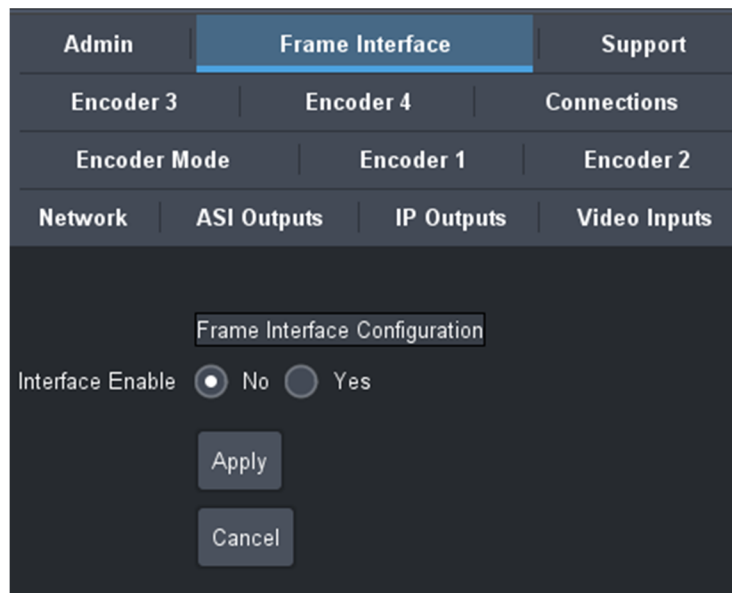 Admin Frame Interface Support
Encoder 3 Encoder 4 Connections
Encoder Mode Encoder 1 Encoder 2
Network ASI Outputs IP Outputs Video Inputs
Frame Interface Configuration
Interface Enable No Yes
Apply
Cancel